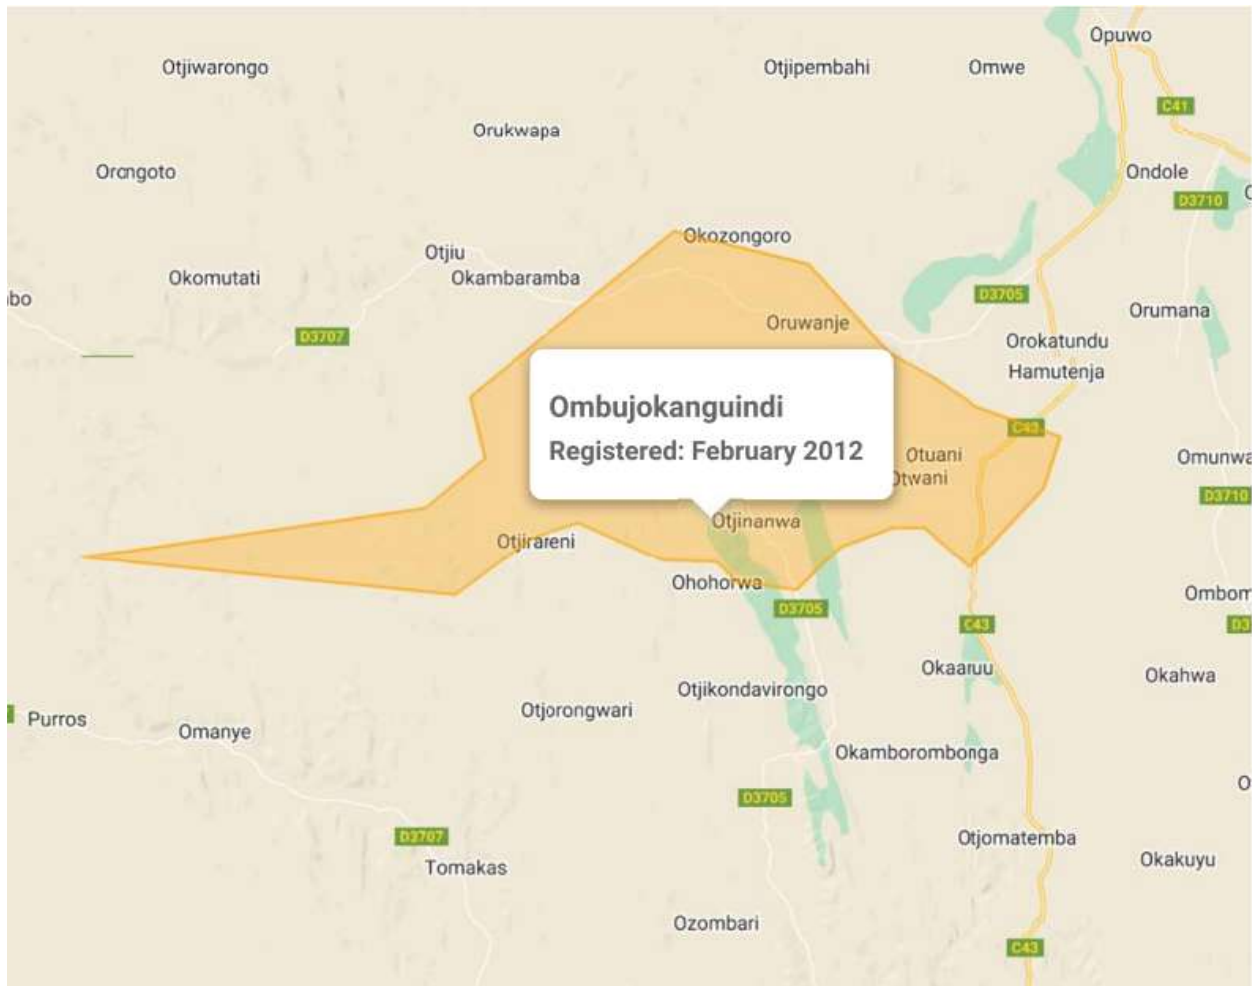 Opuwo
Otjiwarongo
Otjipembahi
Omwe
C41
Orukwapa
Orongoto
Ondole
D3710
Okozongoro
Otjiu
Okomutati
Okambaramba
D3705
Orumana
Oruwanje
D3707
Orokatundu
Hamutenja
Ombujokanguindi
Registered: February 2012
C43
Otuani
Omunwa
Otwani
D3710
Otjinanwa
Otjirareni
Ohohorwa
Ombom
D3705
C43
D3
Okaaruu
Okahwa
Otjikondavirongo
Otjorongwari
Purros
Omanye
Okamborombonga
D3705
D3707
Otjomatemba
Okakuyu
Tomakas
Ozombari
C43